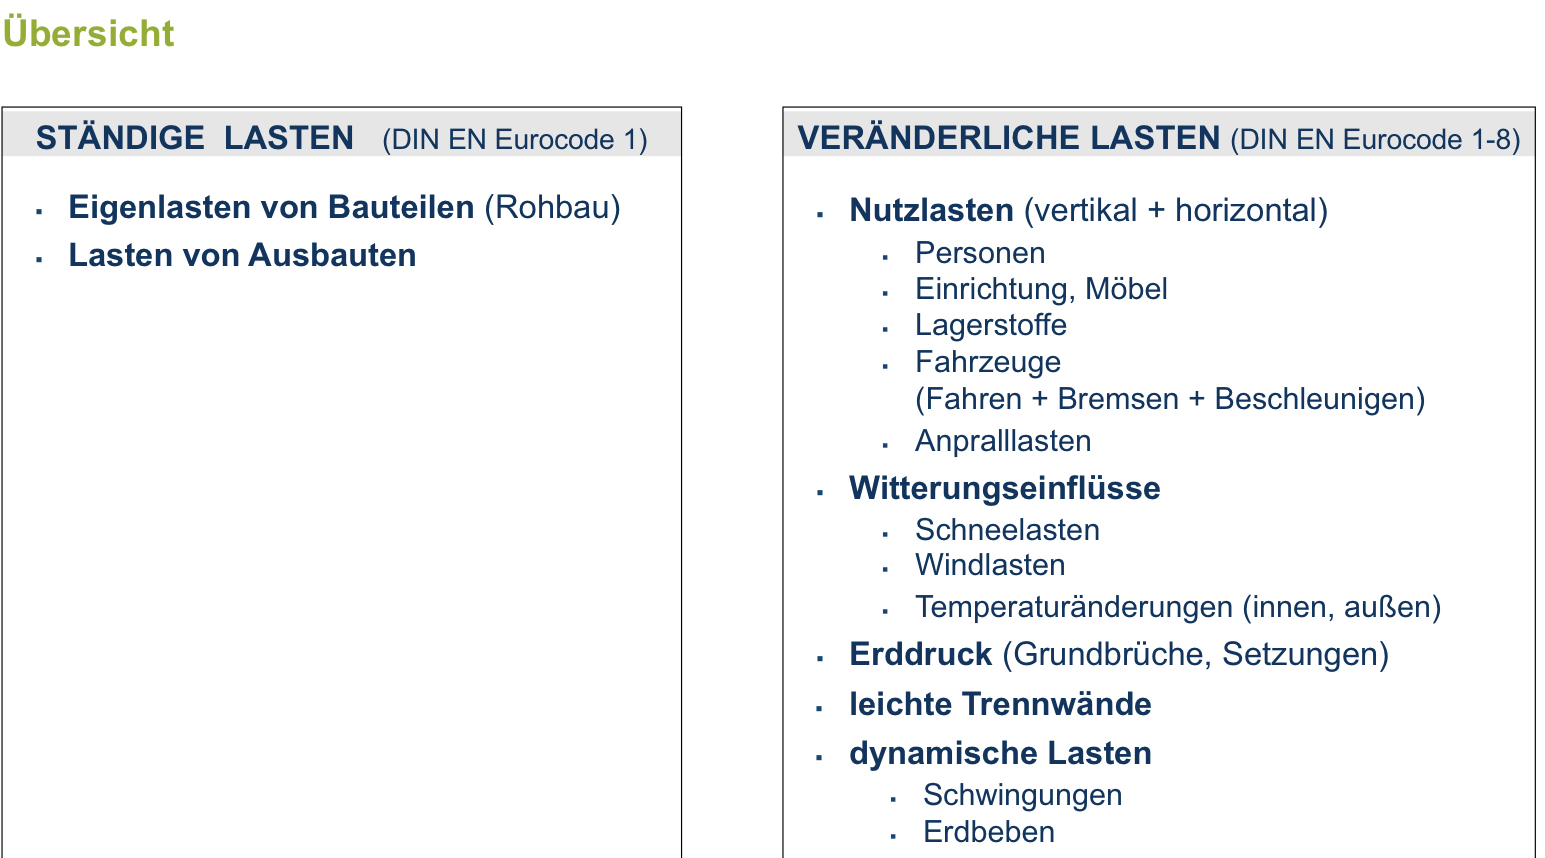 Übersicht
STÄNDIGE LASTEN (DIN EN Eurocode 1)
▪ Eigenlasten von Bauteilen (Rohbau)
▪ Lasten von Ausbauten
VERÄNDERLICHE LASTEN (DIN EN Eurocode 1-8)
▪ Nutzlasten (vertikal + horizontal)
▪ Personen
▪ Einrichtung, Möbel
▪ Lagerstoffe
▪ Fahrzeuge
(Fahren + Bremsen + Beschleunigen)
▪ Anpralllasten
▪ Witterungseinflüsse
▪ Schneelasten
▪ Windlasten
▪ Temperaturänderungen (innen, außen)
▪ Erddruck (Grundbrüche, Setzungen)
▪ leichte Trennwände
▪ dynamische Lasten
▪ Schwingungen
▪ Erdbeben